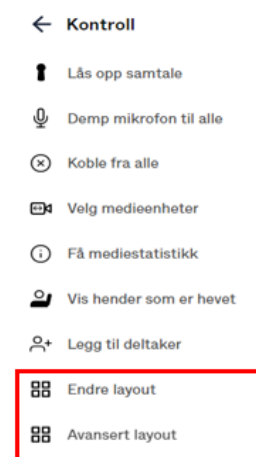 Kontroll
Lås opp samtale
Demp mikrofon til alle
Koble fra alle
Velg medieenheter
Få mediestatistikk
Vis hender som er hevet
Legg til deltaker
Endre layout
Avansert layout